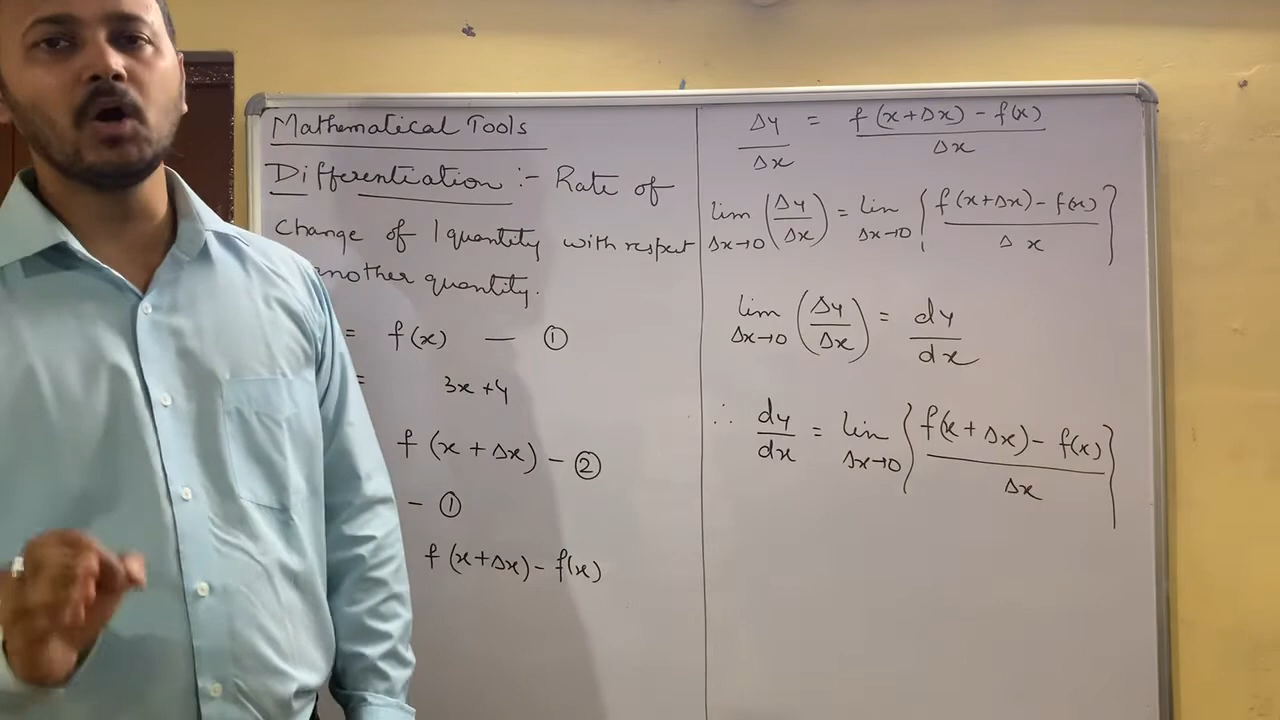 Mathematical Tools
Differentiation :- Rate of
change of 1 quantity with respect
another quantity.
= f(x) — ①
= 3x+4
f(x+Δx) – ②
– ①
f(x+Δx) – f(x)
Δy/Δx = f(x+Δx) – f(x)/Δx
lim Δx→0 (Δy/Δx) = lim Δx→0 {f(x+Δx) – f(x)/Δx}
lim Δx→0 (Δy/Δx) = dy/dx
∴ dy/dx = lim Δx→0 {f(x+Δx) – f(x)/Δx}